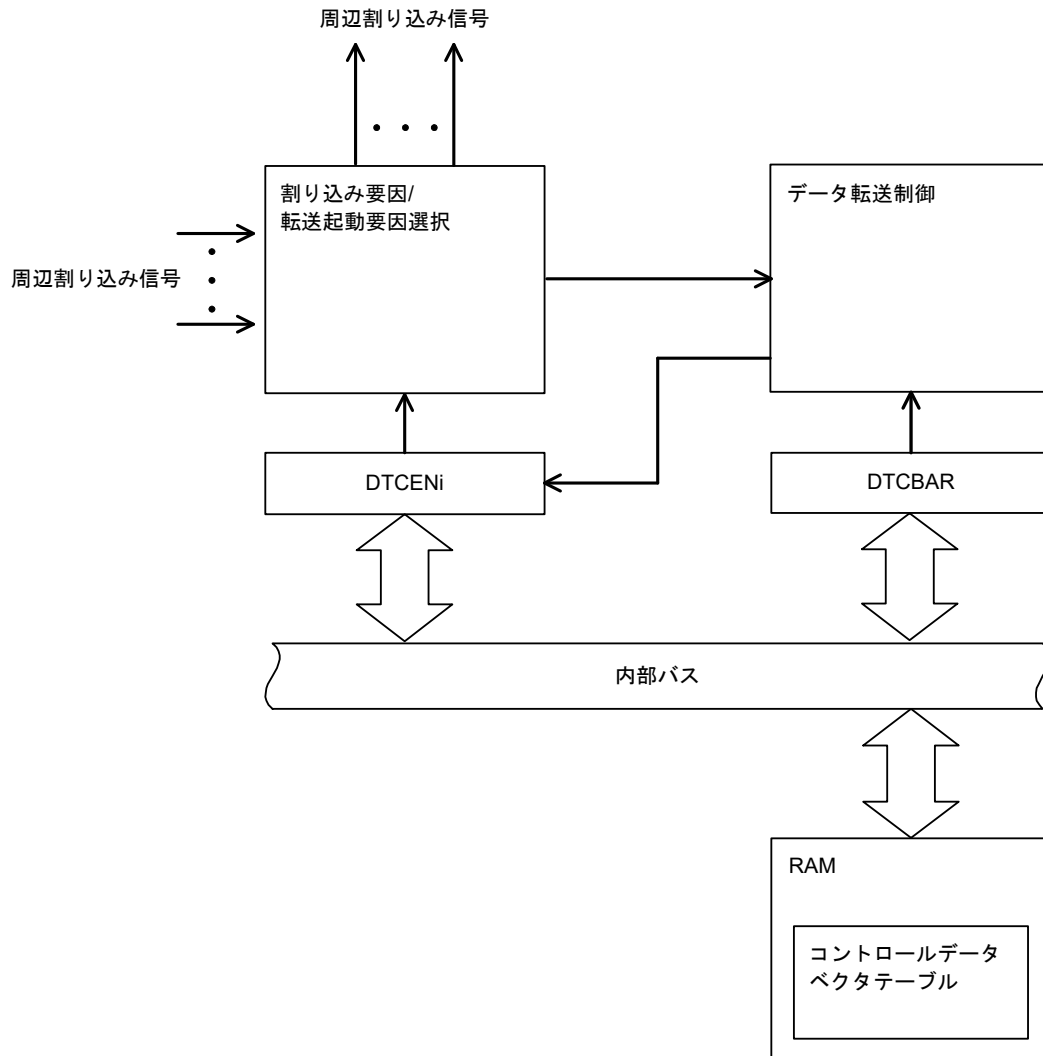 周辺割り込み信号
割り込み要因/
転送起動要因選択
データ転送制御
周辺割り込み信号
DTCENi
DTCBAR
内部バス
RAM
コントロールデータ
ベクタテーブル